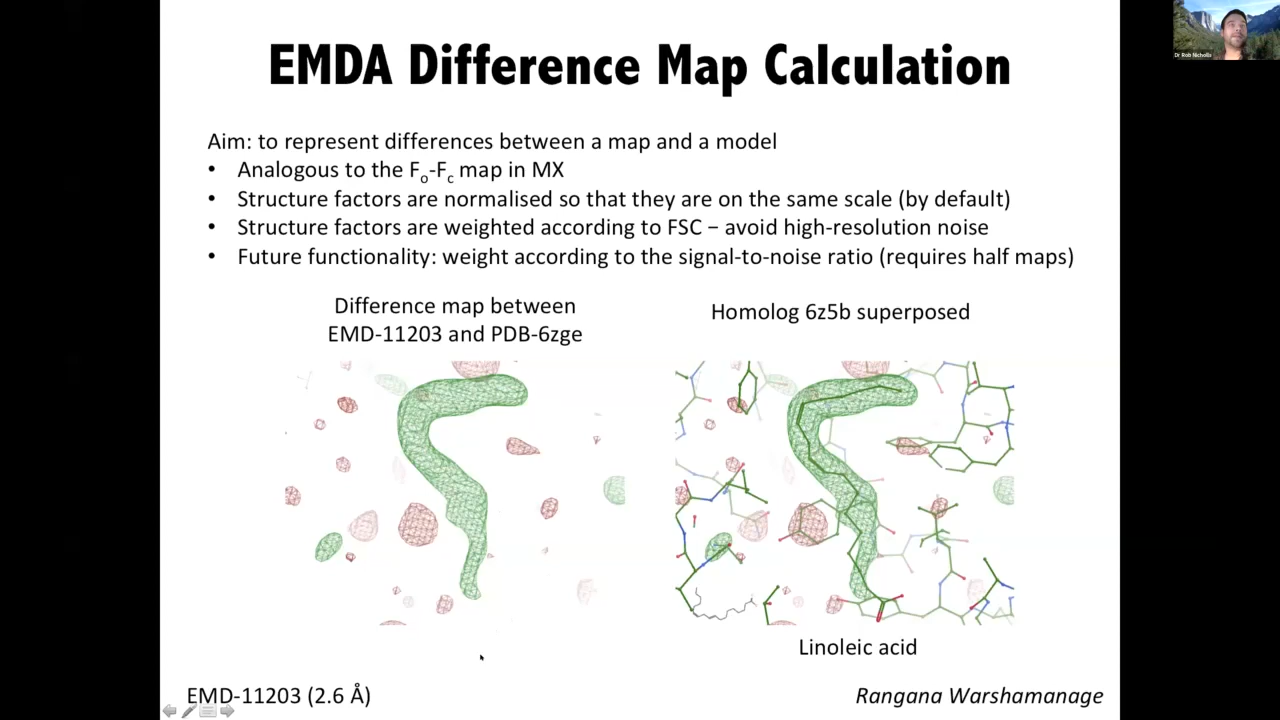 EMDA Difference Map Calculation
Dr Rob Nicholls
Aim: to represent differences between a map and a model
• Analogous to the Fo-Fc map in MX
• Structure factors are normalised so that they are on the same scale (by default)
• Structure factors are weighted according to FSC − avoid high-resolution noise
• Future functionality: weight according to the signal-to-noise ratio (requires half maps)
Difference map between
EMD-11203 and PDB-6zge
Homolog 6z5b superposed
Linoleic acid
EMD-11203 (2.6 Å)
Rangana Warshamanage